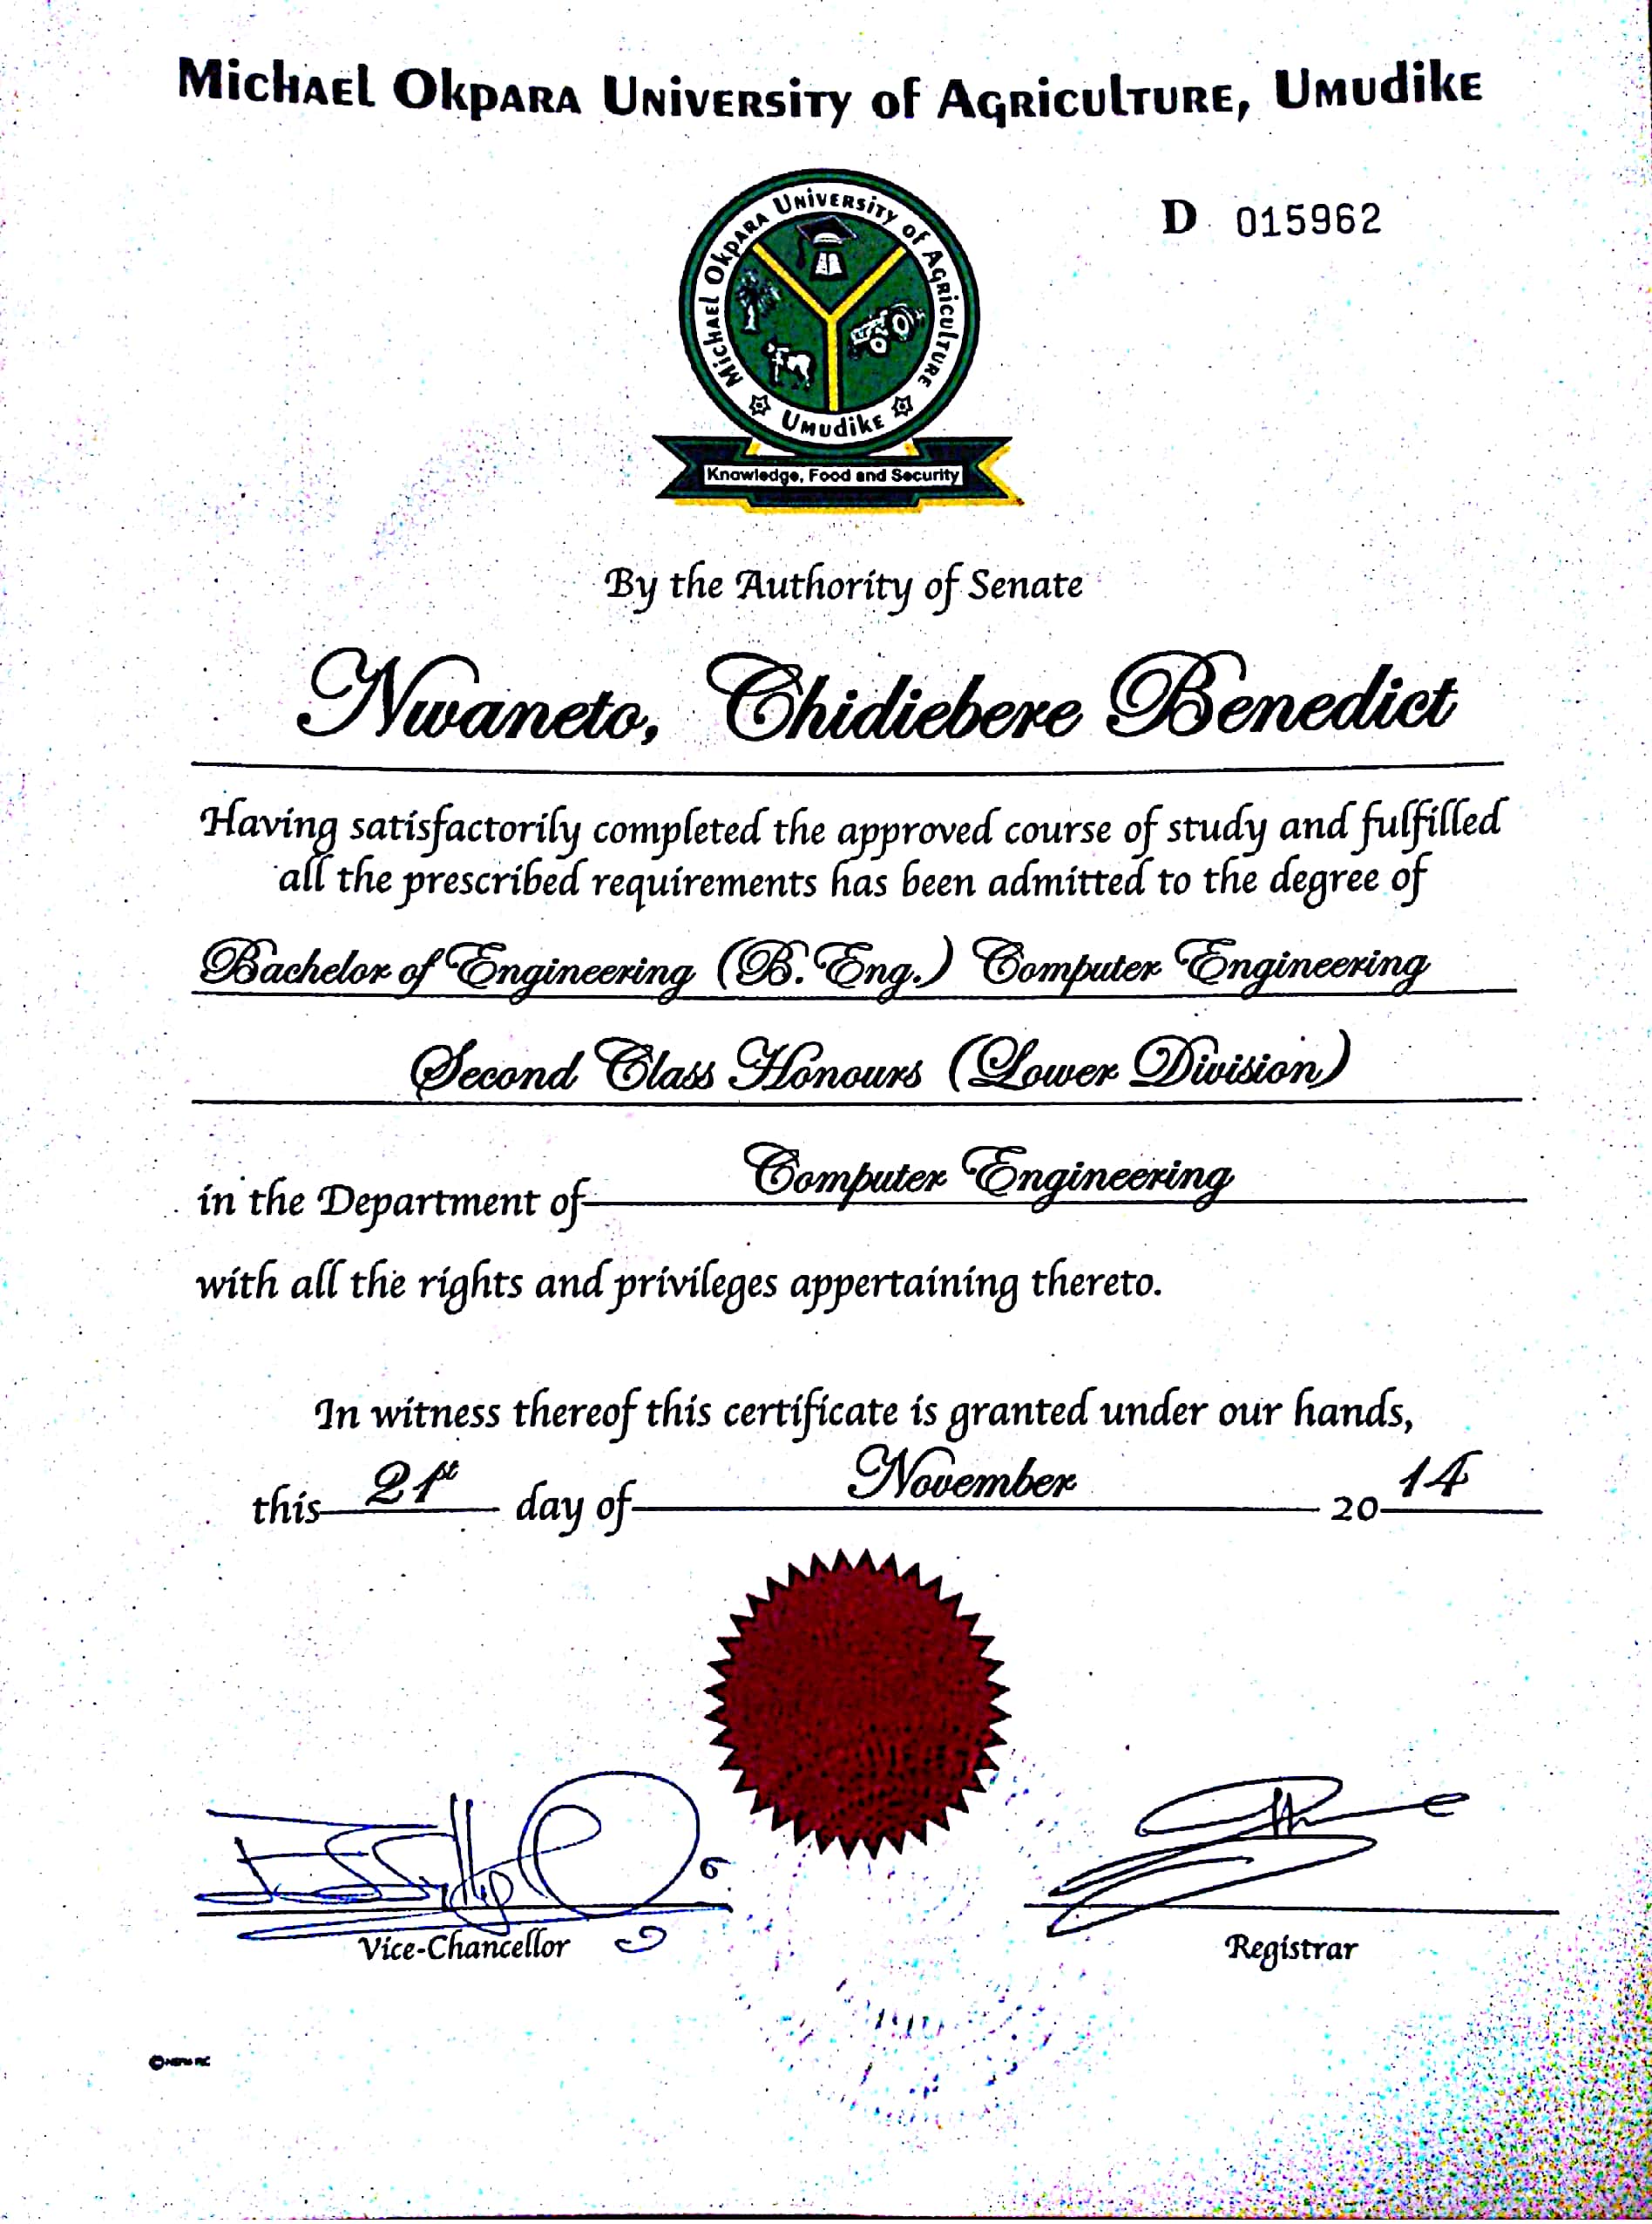 Michael Okpara University of Agriculture, Umudike
D 015962
Michael Okpara University of Agriculture
Umudike
Knowledge, Food and Security
By the Authority of Senate
Nwaneto, Chidiebere Benedict
Having satisfactorily completed the approved course of study and fulfilled
all the prescribed requirements has been admitted to the degree of
Bachelor of Engineering (B. Eng.) Computer Engineering
Second Class Honours (Lower Division)
in the Department of Computer Engineering
with all the rights and privileges appertaining thereto.
In witness thereof this certificate is granted under our hands,
this 21st day of November 2014
Vice-Chancellor
Registrar